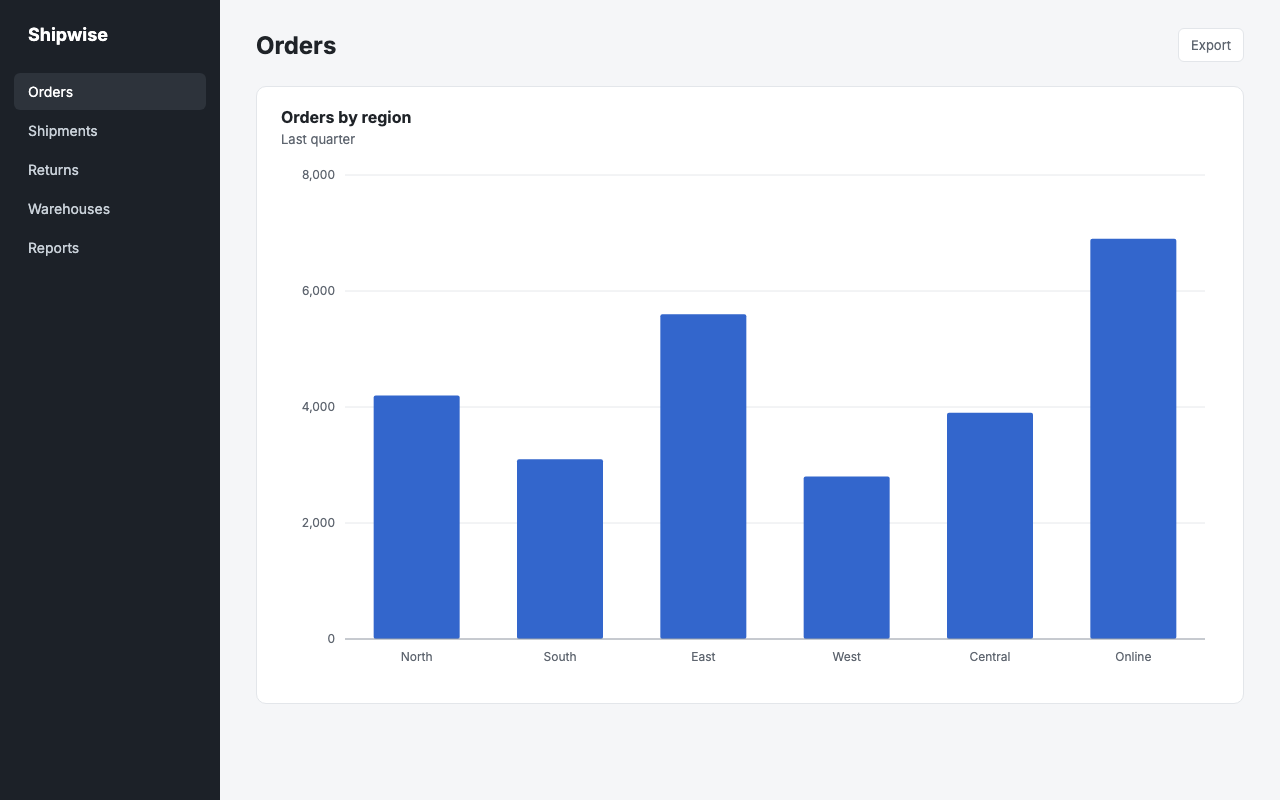 Shipwise
Orders
Shipments
Returns
Warehouses
Reports
Orders
Export
Orders by region
Last quarter
8,000
6,000
4,000
2,000
0
North South East West Central Online